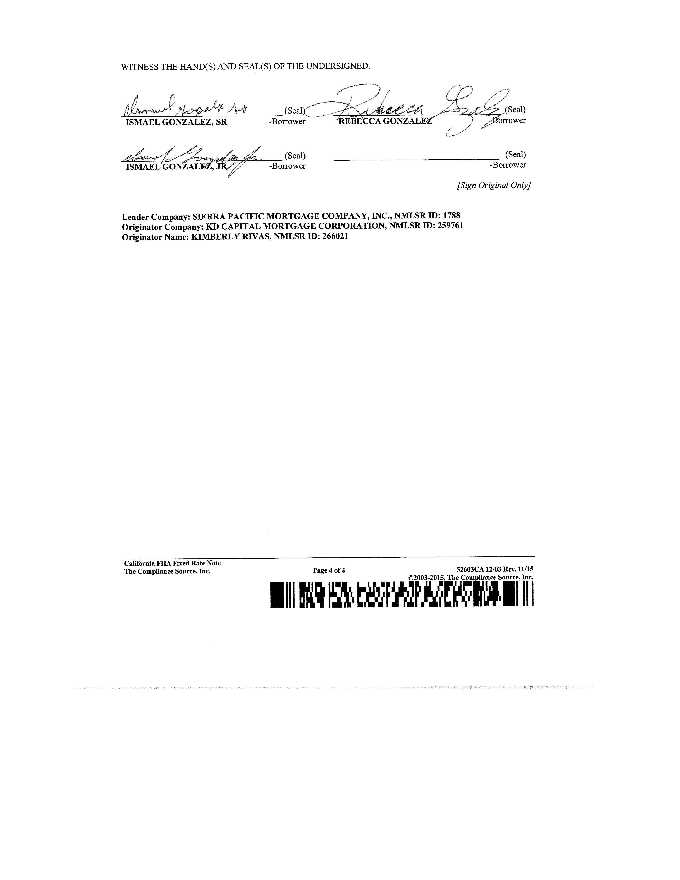 WITNESS THE HAND(S) AND SEAL(S) OF THE UNDERSIGNED.
(Seal) Rebecca (Seal)
ISMAEL GONZALEZ, SR -Borrower REBECCA GONZALEZ -Borrower
(Seal) (Seal)
ISMAEL GONZALEZ, JR -Borrower -Borrower
[Sign Original Only]
Lender Company: SIERRA PACIFIC MORTGAGE COMPANY, INC., NMLSR ID: 1788
Originator Company: KD CAPITAL MORTGAGE CORPORATION, NMLSR ID: 259761
Originator Name: KIMBERLY RIVAS, NMLSR ID: 266021
California FHA Fixed Rate Note
The Compliance Source, Inc. Page 4 of 4 52603CA 12-03 Rev. 11/15
©2003-2015, The Compliance Source, Inc.